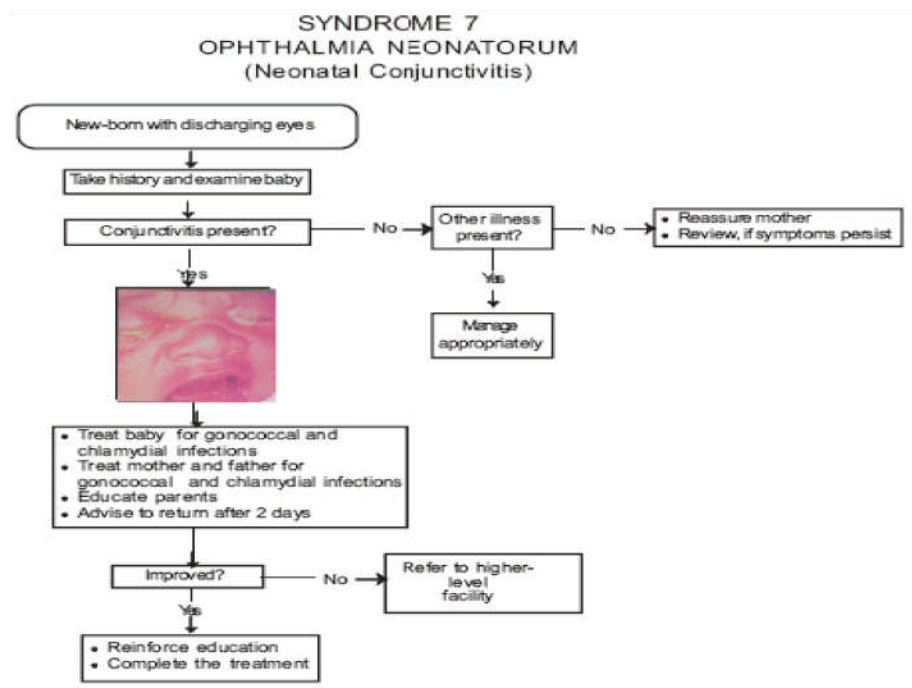 SYNDROME 7
OPHTHALMIA NEONATORUM
(Neonatal Conjunctivitis)
New-born with discharging eyes
Take history and examine baby
Conjunctivitis present?
No
Other illness
present?
No
• Reassure mother
• Review, if symptoms persist
Yes
Yes
Manage
appropriately
• Treat baby for gonococcal and
chlamydial infections
• Treat mother and father for
gonococcal and chlamydial infections
• Educate parents
• Advise to return after 2 days
Improved?
No
Refer to higher-
level
facility
Yes
• Reinforce education
• Complete the treatment